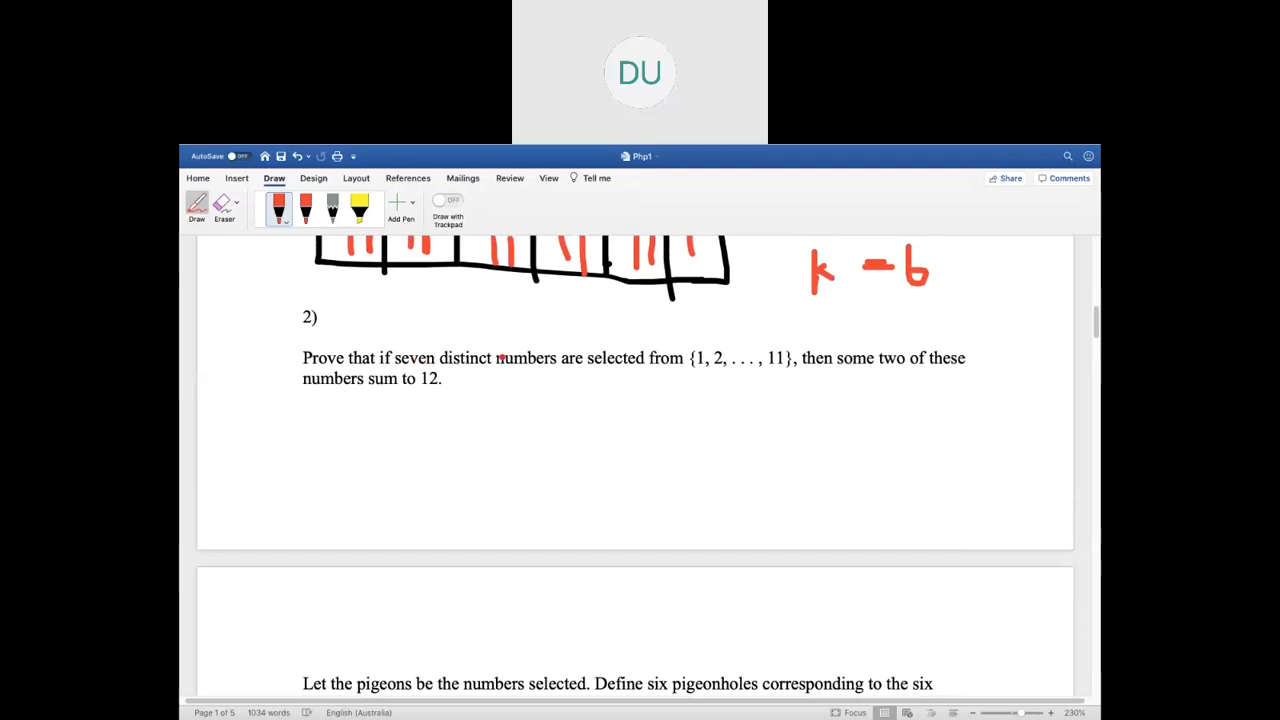 DU
AutoSave OFF
Php1
Home Insert Draw Design Layout References Mailings Review View Tell me
Share Comments
OFF
Draw Eraser Add Pen Draw with
Trackpad
k = 6
2)
Prove that if seven distinct numbers are selected from {1, 2, . . . , 11}, then some two of these
numbers sum to 12.
Let the pigeons be the numbers selected. Define six pigeonholes corresponding to the six
Page 1 of 5 1034 words English (Australia) Focus 230%